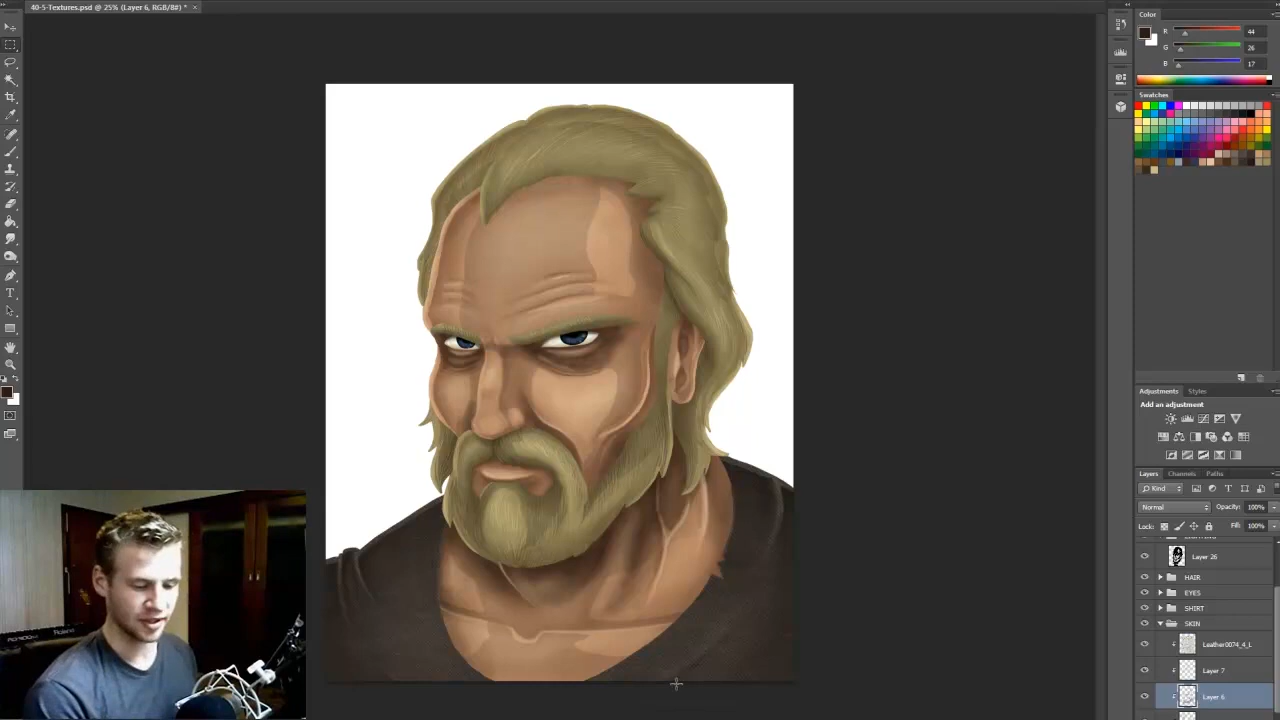 40-5-Textures.psd @ 25% (Layer 6, RGB/8#) * ×
Color
R 44
G 26
B 17
Swatches
Adjustments Styles
Add an adjustment
Layers Channels Paths
Kind
Normal Opacity: 100%
Lock: Fill: 100%
Layer 26
HAIR
EYES
SHIRT
SKIN
Leather0074_4_L
Layer 7
Layer 6
Roland